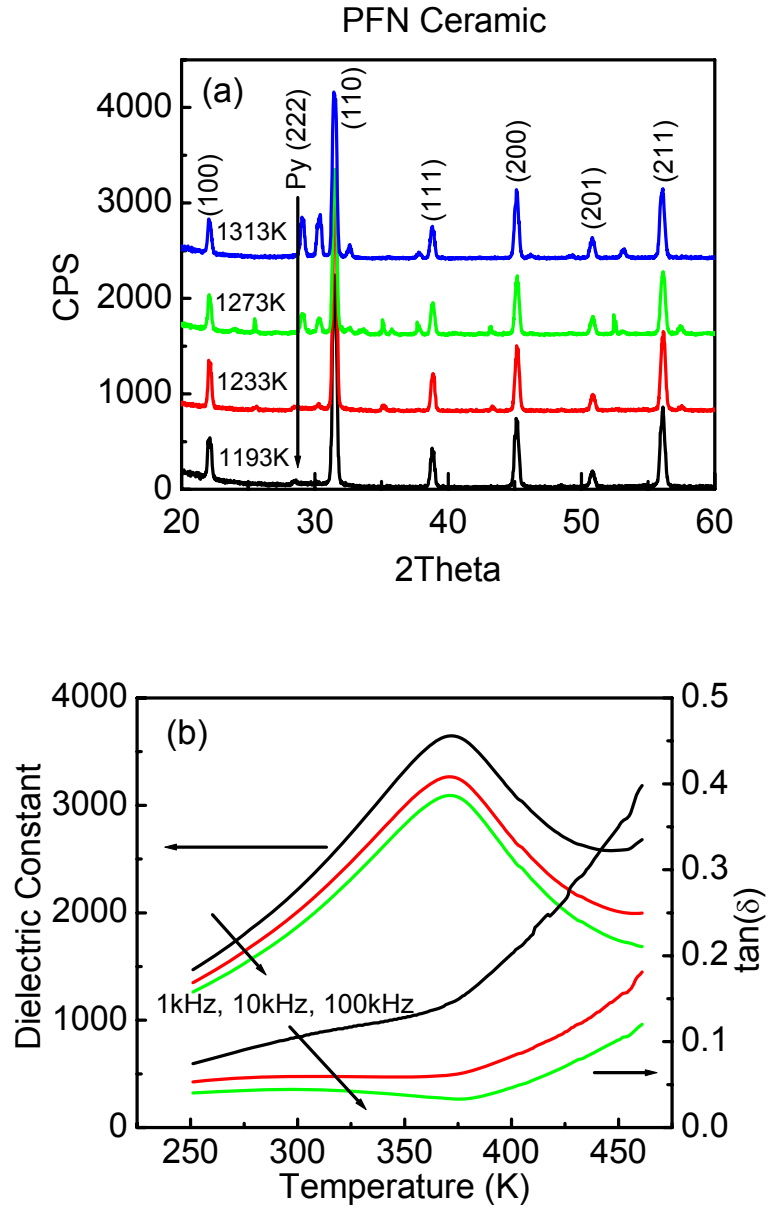 PFN Ceramic
(a)
(100)
Py (222)
(110)
(111)
(200)
(201)
(211)
1313K
1273K
1233K
1193K
4000
3000
2000
1000
0
CPS
20 30 40 50 60
2Theta
(b)
4000
3000
2000
1000
0
Dielectric Constant
1kHz, 10kHz, 100kHz
0.5
0.4
0.3
0.2
0.1
0.0
tan(δ)
250 300 350 400 450
Temperature (K)